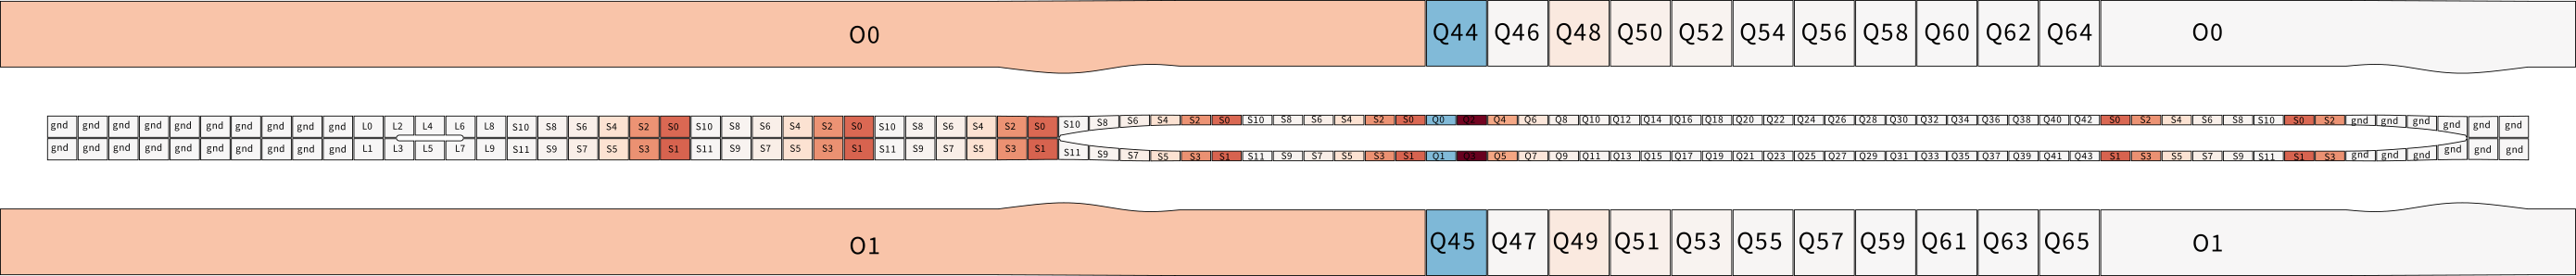 O0 Q44 Q46 Q48 Q50 Q52 Q54 Q56 Q58 Q60 Q62 Q64 O0
gnd gnd gnd gnd gnd gnd gnd gnd gnd gnd L0 L2 L4 L6 L8 S10 S8 S6 S4 S2 S0 S10 S8 S6 S4 S2 S0 S10 S8 S6 S4 S2 S0 S10 S8 S6 S4 S2 S0 S10 S8 S6 S4 S2 S0 Q0 Q2 Q4 Q6 Q8 Q10 Q12 Q14 Q16 Q18 Q20 Q22 Q24 Q26 Q28 Q30 Q32 Q34 Q36 Q38 Q40 Q42 S0 S2 S4 S6 S8 S10 S0 S2 gnd gnd gnd gnd gnd gnd
gnd gnd gnd gnd gnd gnd gnd gnd gnd gnd L1 L3 L5 L7 L9 S11 S9 S7 S5 S3 S1 S11 S9 S7 S5 S3 S1 S11 S9 S7 S5 S3 S1 S11 S9 S7 S5 S3 S1 S11 S9 S7 S5 S3 S1 Q1 Q3 Q5 Q7 Q9 Q11 Q13 Q15 Q17 Q19 Q21 Q23 Q25 Q27 Q29 Q31 Q33 Q35 Q37 Q39 Q41 Q43 S1 S3 S5 S7 S9 S11 S1 S3 gnd gnd gnd gnd gnd gnd
O1 Q45 Q47 Q49 Q51 Q53 Q55 Q57 Q59 Q61 Q63 Q65 O1